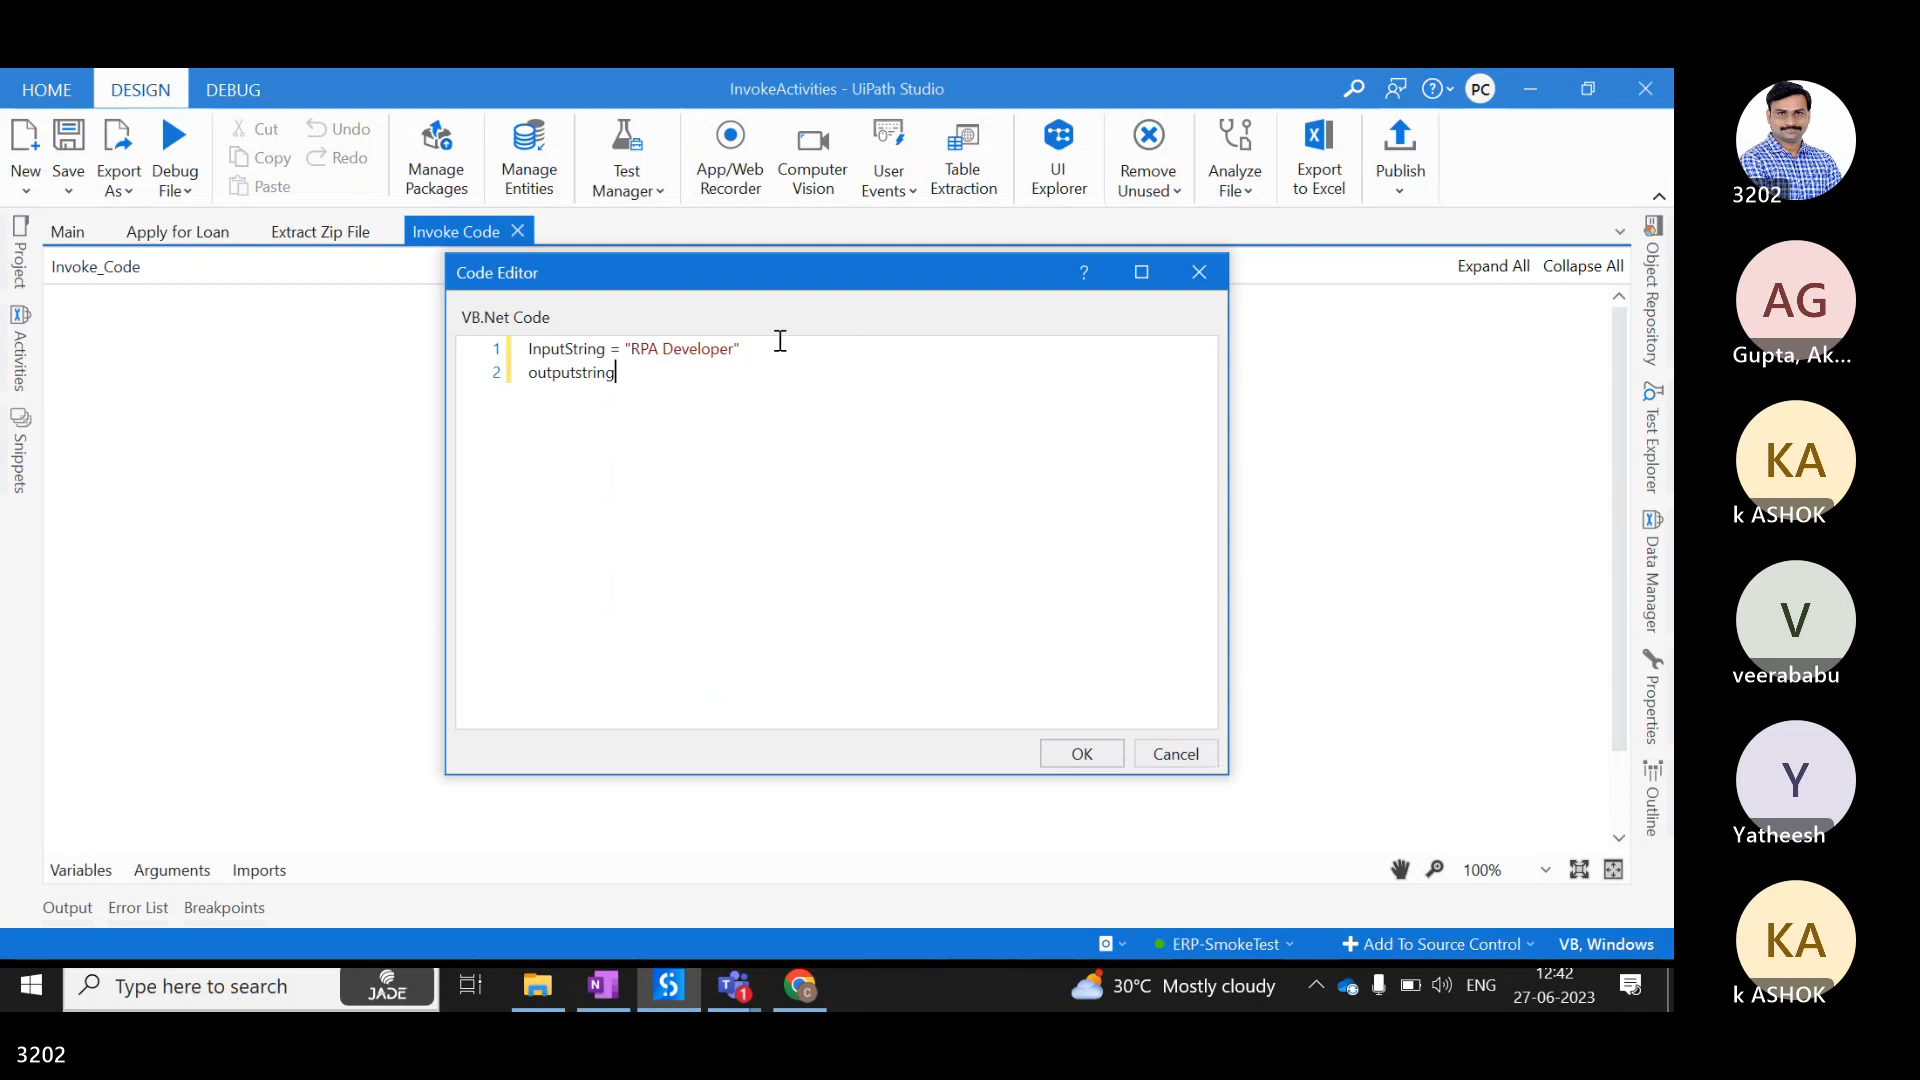 HOME DESIGN DEBUG InvokeActivities - UiPath Studio PC
New Save Export As Debug File Cut Copy Paste Undo Redo Manage Packages Manage Entities Test Manager App/Web Recorder Computer Vision User Events Table Extraction UI Explorer Remove Unused Analyze File Export to Excel Publish
Main Apply for Loan Extract Zip File Invoke Code
Invoke_Code Expand All Collapse All
Project
Activities
Snippets
Code Editor ?
VB.Net Code
1 InputString = "RPA Developer"
2 outputstring
OK Cancel
Object Repository
Test Explorer
Data Manager
Properties
Outline
Variables Arguments Imports 100%
Output Error List Breakpoints
ERP-SmokeTest Add To Source Control VB, Windows
Type here to search JADE 1 C 30°C Mostly cloudy ENG 12:42
27-06-2023
3202
AG
Gupta, Ak...
KA
k ASHOK
V
veerababu
Y
Yatheesh
KA
k ASHOK
3202